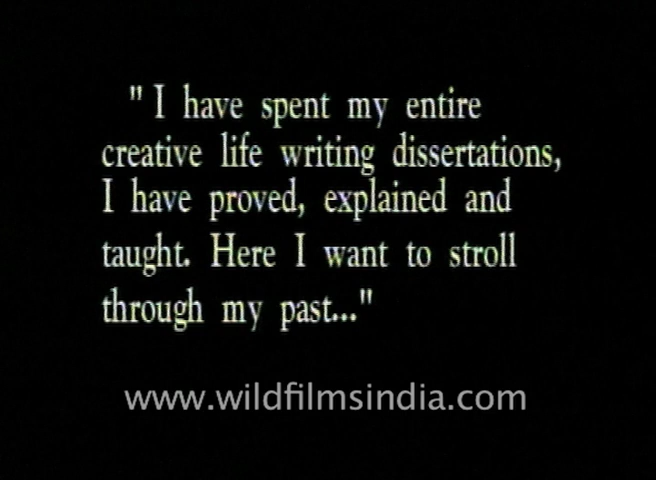 " I have spent my entire
creative life writing dissertations,
I have proved, explained and
taught. Here I want to stroll
through my past..."
www.wildfilmsindia.com